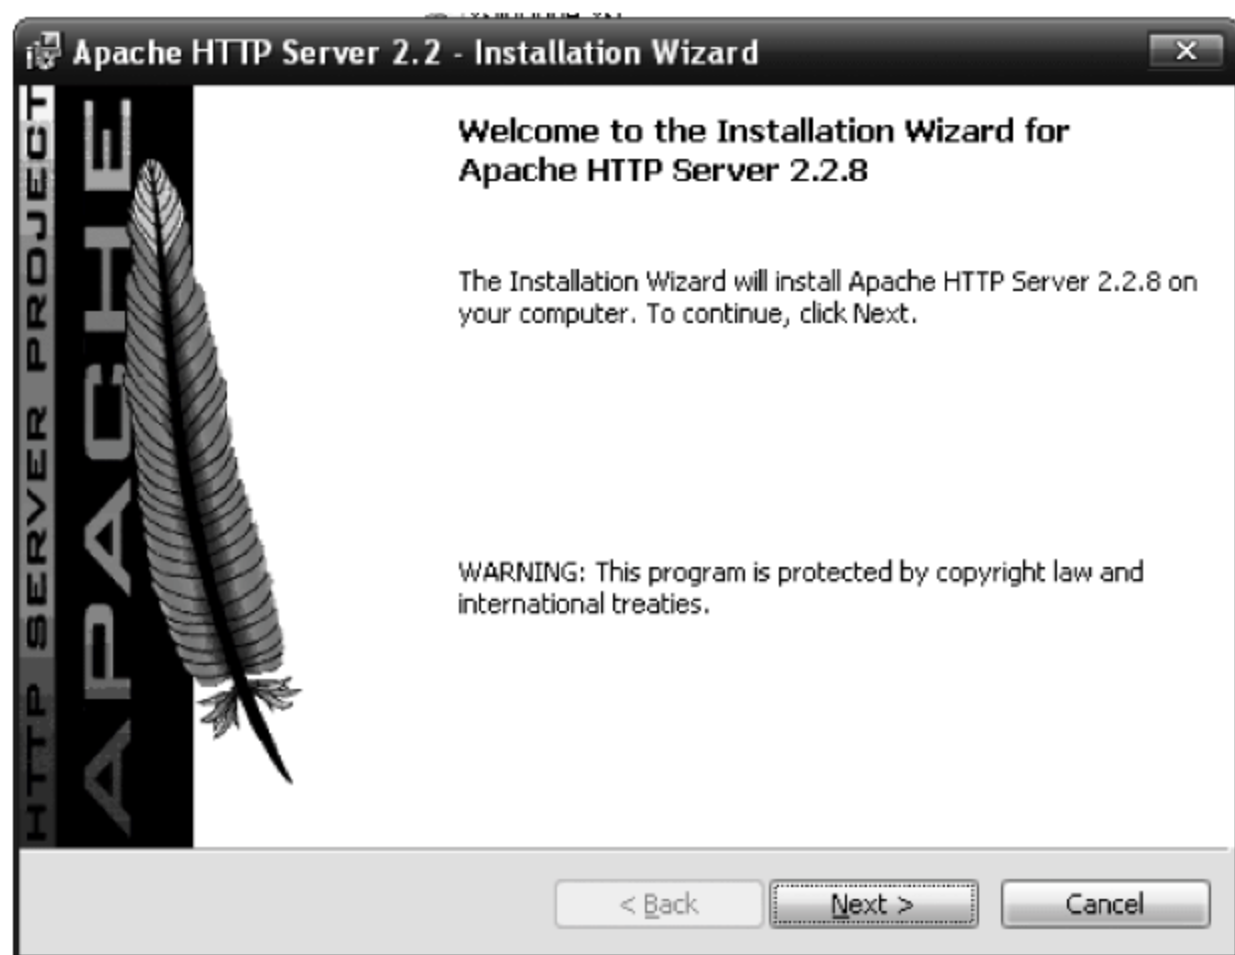 Apache HTTP Server 2.2 - Installation Wizard
HTTP SERVER PROJECT
APACHE
Welcome to the Installation Wizard for
Apache HTTP Server 2.2.8
The Installation Wizard will install Apache HTTP Server 2.2.8 on
your computer. To continue, click Next.
WARNING: This program is protected by copyright law and
international treaties.
< Back
Next >
Cancel